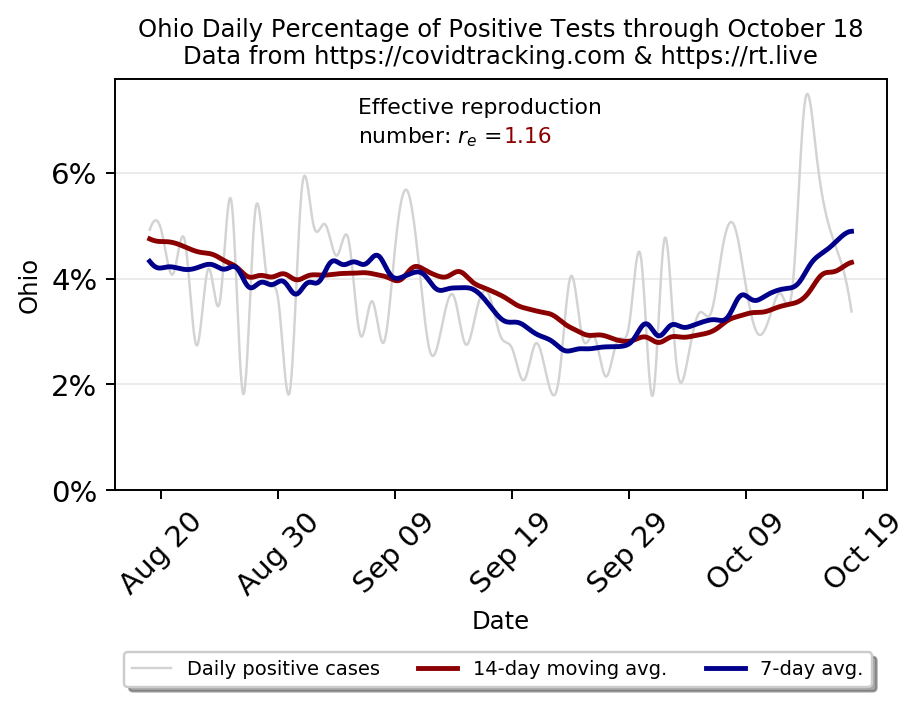 Ohio Daily Percentage of Positive Tests through October 18
Data from https://covidtracking.com & https://rt.live
Effective reproduction
number: rₑ =1.16
6%
4%
2%
0%
Ohio
Aug 20
Aug 30
Sep 09
Sep 19
Sep 29
Oct 09
Oct 19
Date
Daily positive cases
14-day moving avg.
7-day avg.